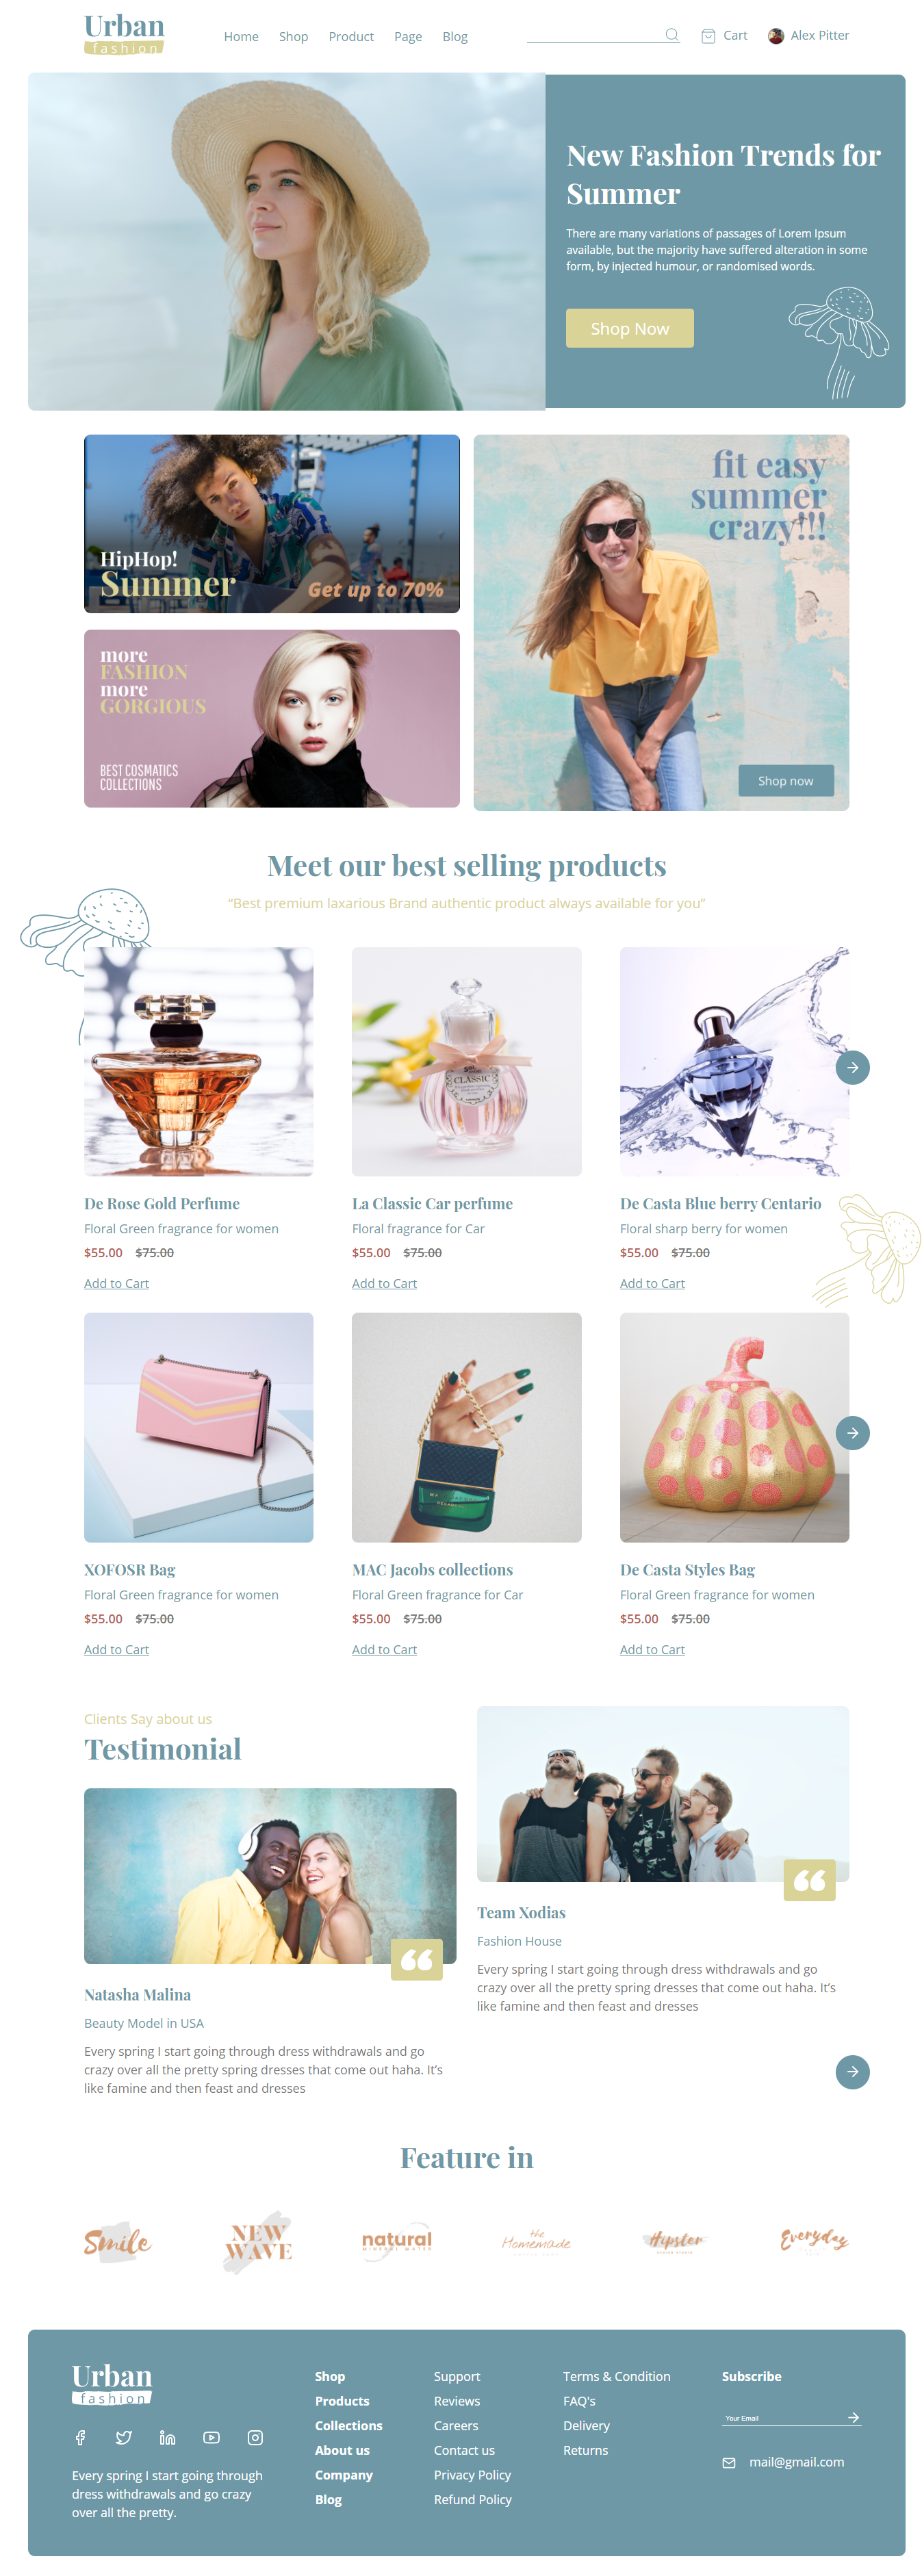 Urban
fashion
Home Shop Product Page Blog
Cart
Alex Pitter
New Fashion Trends for
Summer
There are many variations of passages of Lorem Ipsum
available, but the majority have suffered alteration in some
form, by injected humour, or randomised words.
Shop Now
HipHop!
Summer
Get up to 70%
more
FASHION
more
GORGIOUS
BEST COSMATICS
COLLECTIONS
fit easy
summer
crazy!!!
Shop now
Meet our best selling products
“Best premium laxarious Brand authentic product always available for you”
CLASSIC
De Rose Gold Perfume
Floral Green fragrance for women
$55.00 $75.00
Add to Cart
La Classic Car perfume
Floral fragrance for Car
$55.00 $75.00
Add to Cart
De Casta Blue berry Centario
Floral sharp berry for women
$55.00 $75.00
Add to Cart
XOFOSR Bag
Floral Green fragrance for women
$55.00 $75.00
Add to Cart
MAC Jacobs collections
Floral Green fragrance for Car
$55.00 $75.00
Add to Cart
De Casta Styles Bag
Floral Green fragrance for women
$55.00 $75.00
Add to Cart
Clients Say about us
Testimonial
Natasha Malina
Beauty Model in USA
Every spring I start going through dress withdrawals and go
crazy over all the pretty spring dresses that come out haha. It’s
like famine and then feast and dresses
Team Xodias
Fashion House
Every spring I start going through dress withdrawals and go
crazy over all the pretty spring dresses that come out haha. It’s
like famine and then feast and dresses
Feature in
Smile
NEW
WAVE
natural
MINERAL WATER
the
Homemade
Hipster
Everyday
Urban
fashion
Every spring I start going through
dress withdrawals and go crazy
over all the pretty.
Shop
Products
Collections
About us
Company
Blog
Support
Reviews
Careers
Contact us
Privacy Policy
Refund Policy
Terms & Condition
FAQ's
Delivery
Returns
Subscribe
Your Email
mail@gmail.com